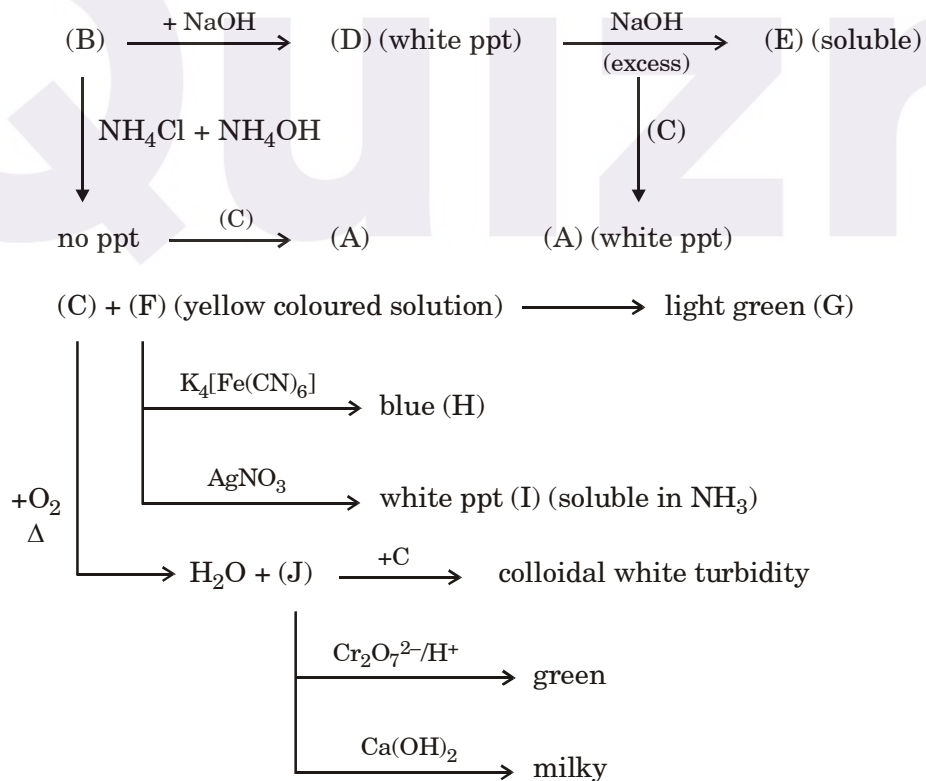 (B) + NaOH (D) (white ppt) NaOH (excess) (E) (soluble)
NH₄Cl + NH₄OH (C)
no ppt (C) (A) (A) (white ppt)
(C) + (F) (yellow coloured solution) light green (G)
K₄[Fe(CN)₆] blue (H)
AgNO₃ white ppt (I) (soluble in NH₃)
+O₂
Δ
H₂O + (J) +C colloidal white turbidity
Cr₂O₇²⁻/H⁺ green
Ca(OH)₂ milky